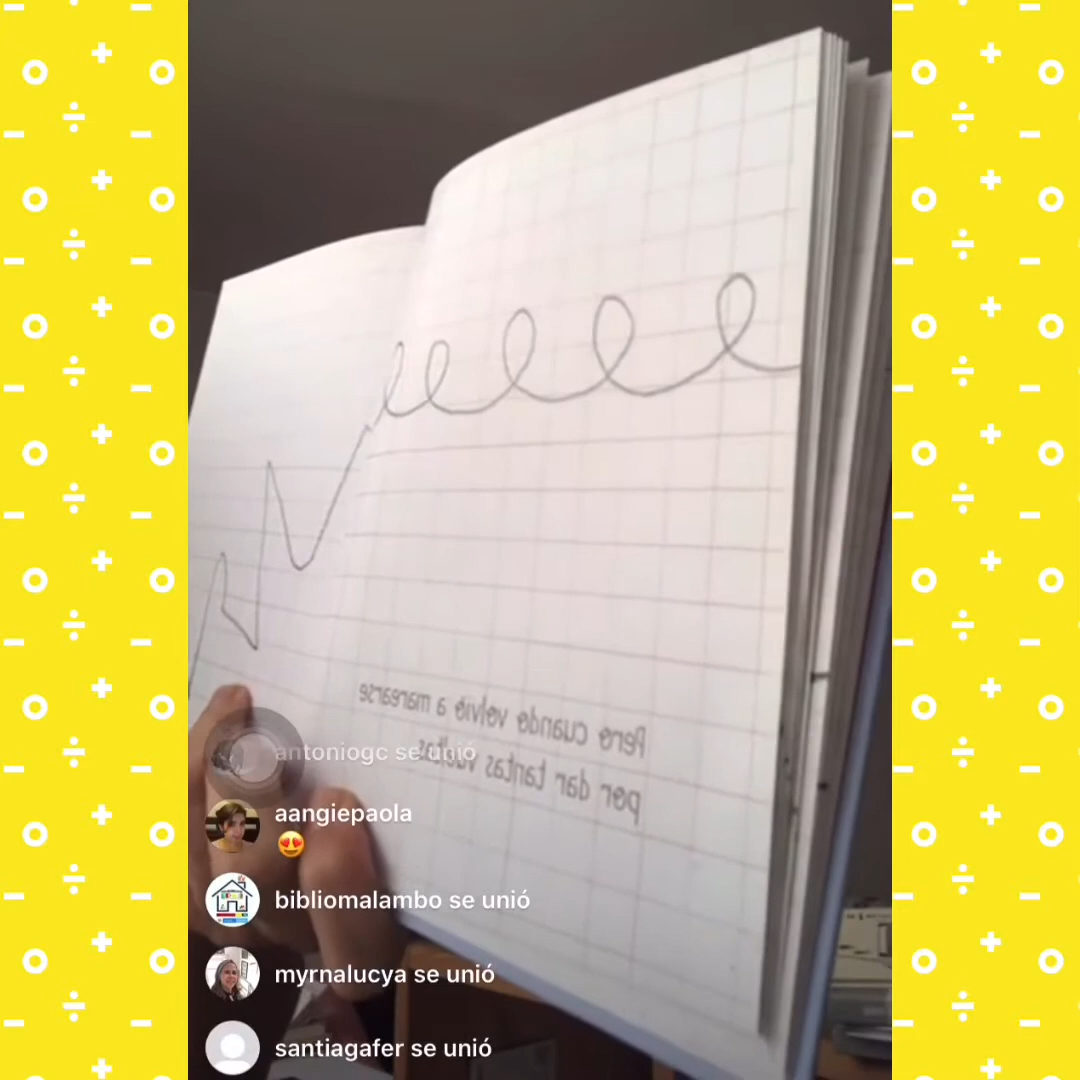 Pero cuando volvió a marearse
por dar tantas vueltas
antoniogc se unió
aangiepaola
😍
bibliomalambo se unió
myrnalucya se unió
santiagafer se unió